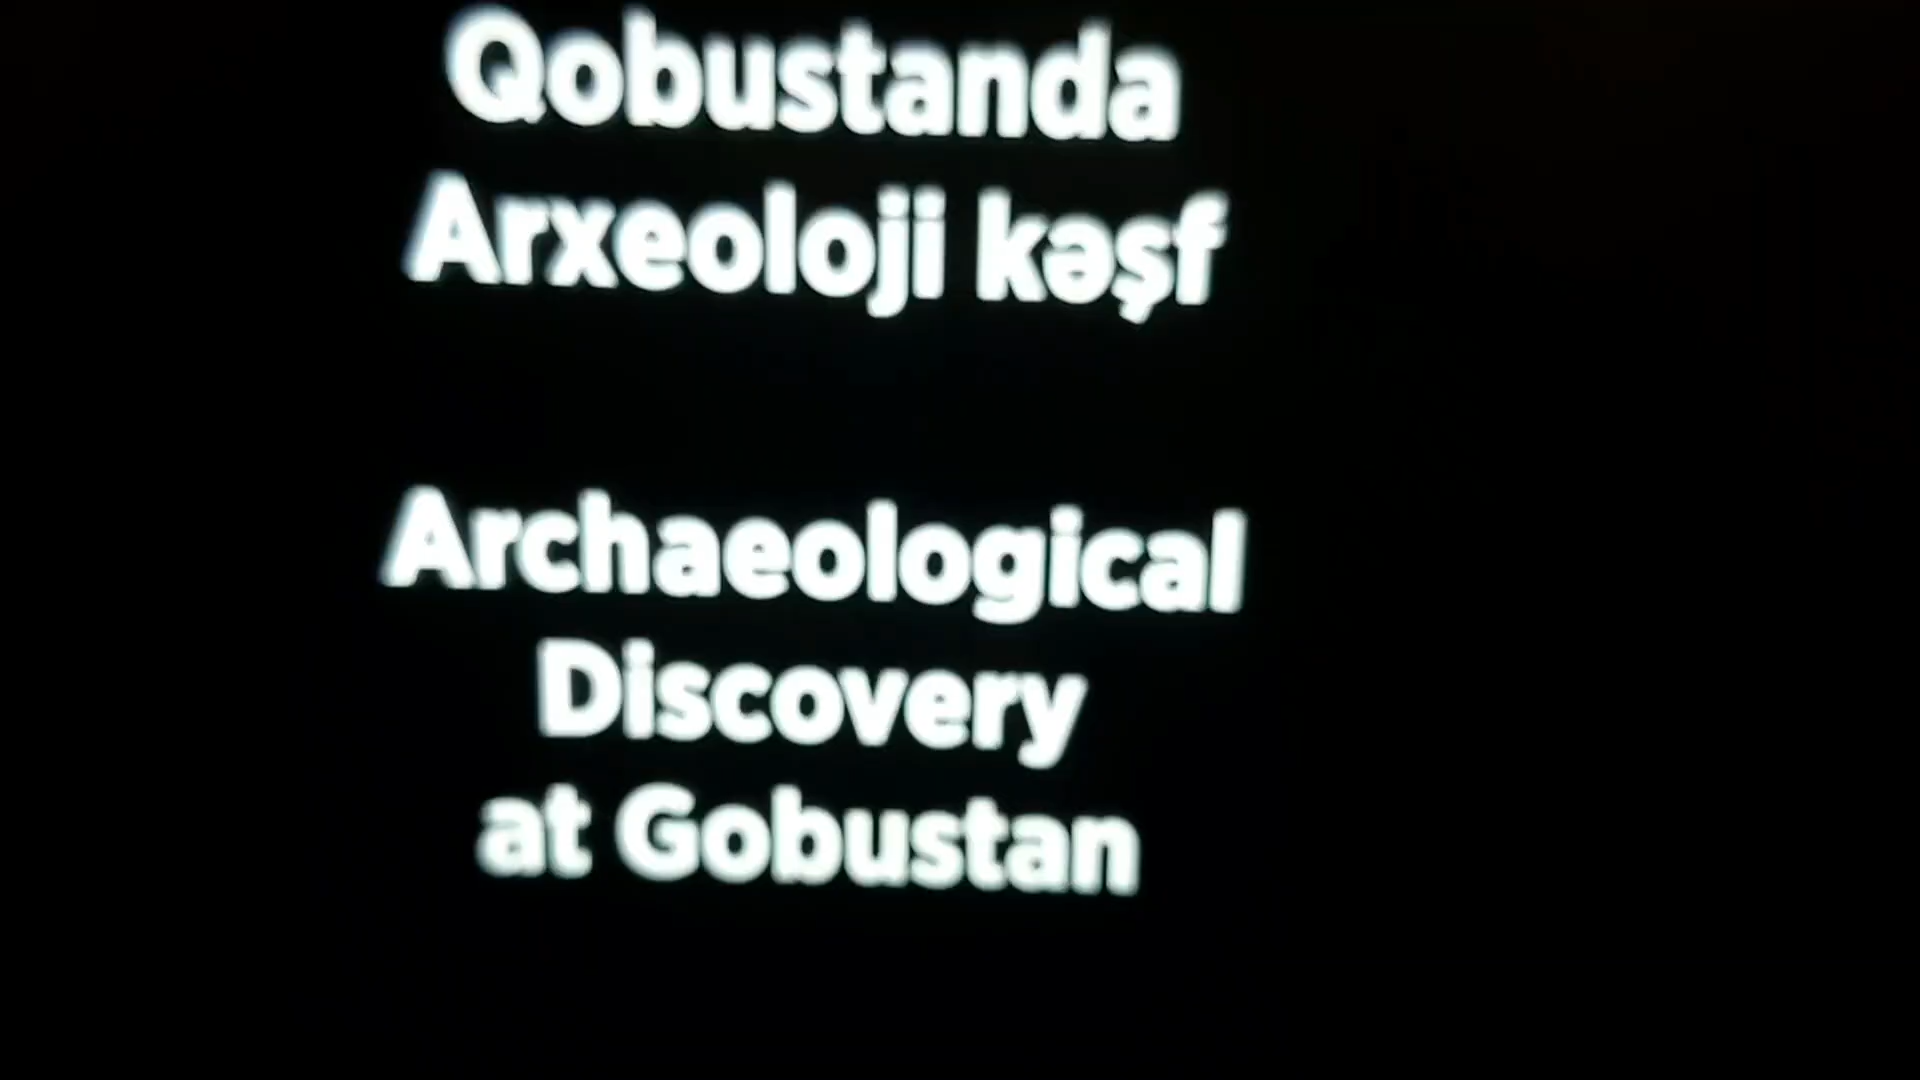 Qobustanda
Arxeoloji kəşf
Archaeological
Discovery
at Gobustan